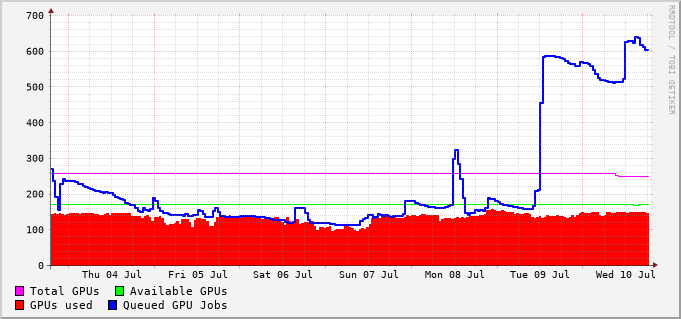 700
600
500
400
300
200
100
0
Thu 04 Jul Fri 05 Jul Sat 06 Jul Sun 07 Jul Mon 08 Jul Tue 09 Jul Wed 10 Jul
Total GPUs Available GPUs
GPUs used Queued GPU Jobs
RRDTOOL / TOBI OETIKER